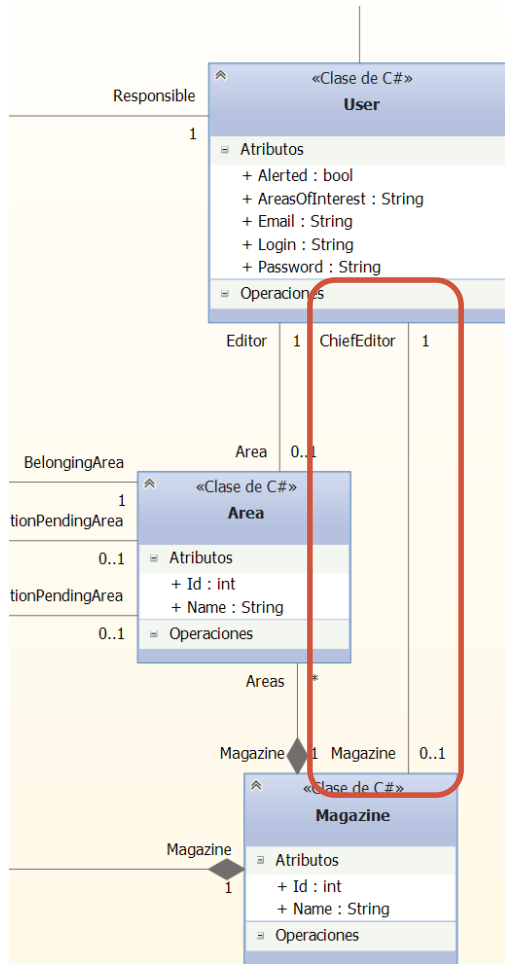 «Clase de C#»
User
Responsible
1
Atributos
+ Alerted : bool
+ AreasOfInterest : String
+ Email : String
+ Login : String
+ Password : String
Operaciones
Editor 1 ChiefEditor 1
Area 0..1
BelongingArea
1
«Clase de C#»
Area
tionPendingArea
0..1
Atributos
+ Id : int
+ Name : String
tionPendingArea
0..1
Operaciones
Areas *
Magazine 1 Magazine 0..1
«Clase de C#»
Magazine
Magazine
1
Atributos
+ Id : int
+ Name : String
Operaciones